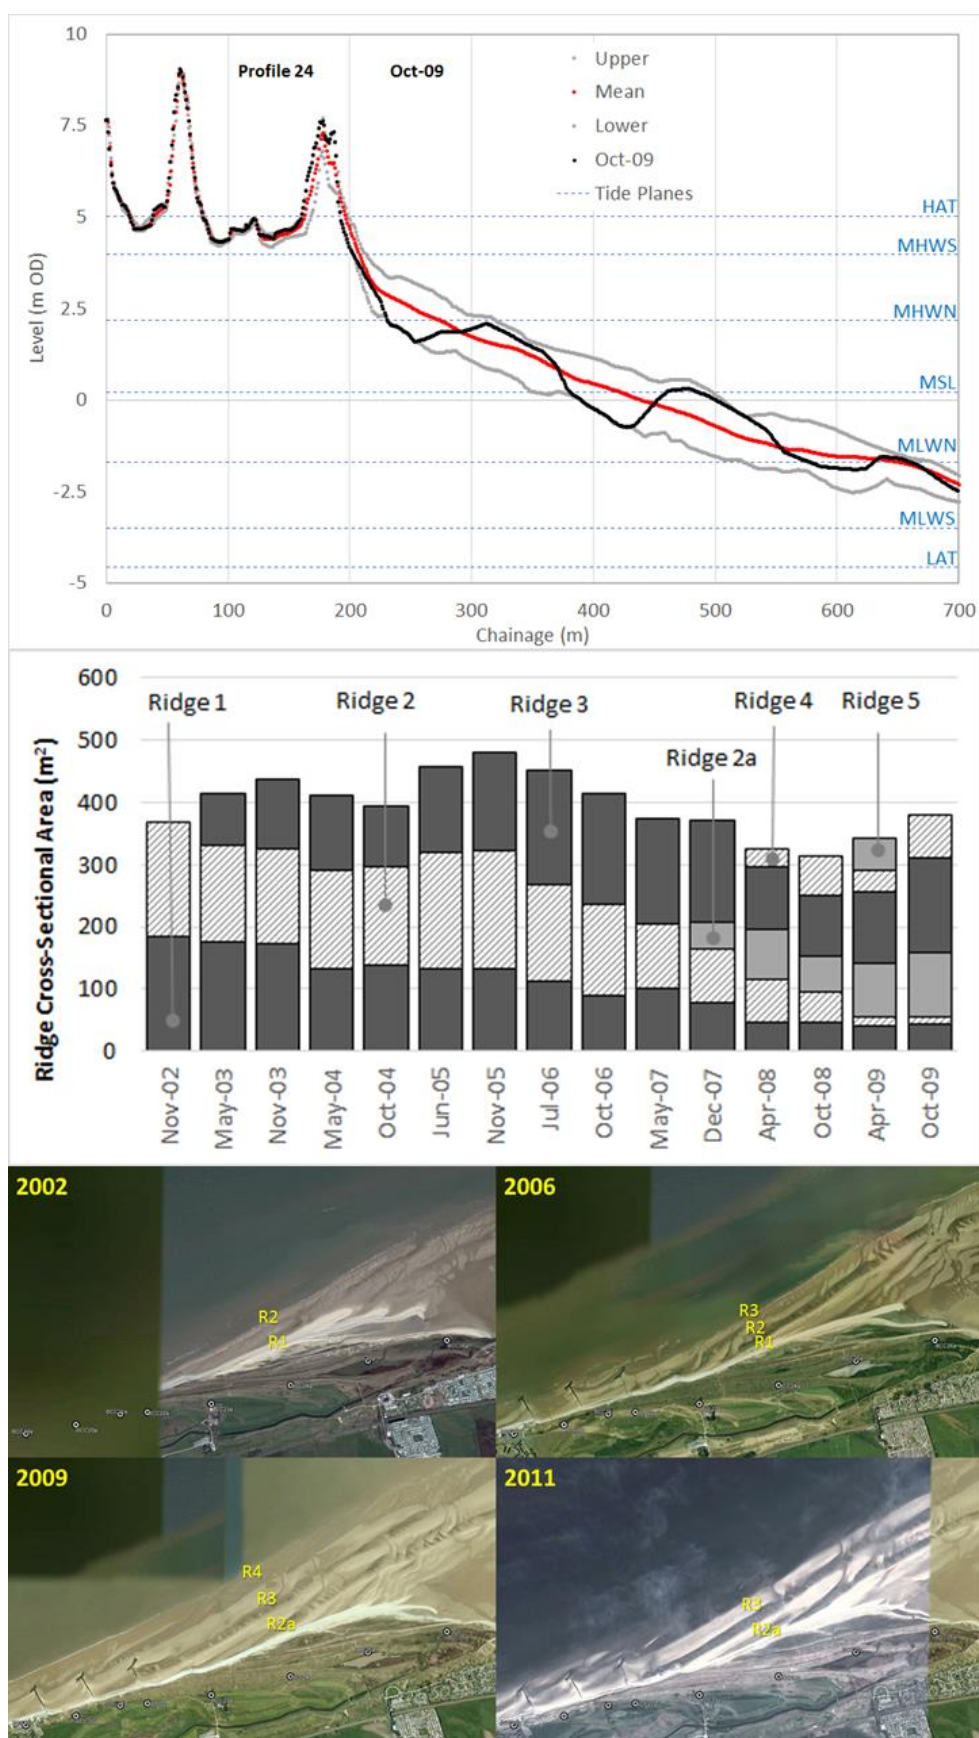 10
Profile 24 Oct-09
Upper
Mean
Lower
Oct-09
Tide Planes
7.5
5
2.5
0
-2.5
-5
Level (m OD)
HAT
MHWS
MHWN
MSL
MLWN
MLWS
LAT
0 100 200 300 400 500 600 700
Chainage (m)
600
500
400
300
200
100
0
Ridge Cross-Sectional Area (m²)
Ridge 1
Ridge 2
Ridge 3
Ridge 4
Ridge 5
Ridge 2a
Nov-02
May-03
Nov-03
May-04
Oct-04
Jun-05
Nov-05
Jul-06
Oct-06
May-07
Dec-07
Apr-08
Oct-08
Apr-09
Oct-09
2002
R2
R1
2006
R3
R2
R1
2009
R4
R3
R2a
2011
R3
R2a